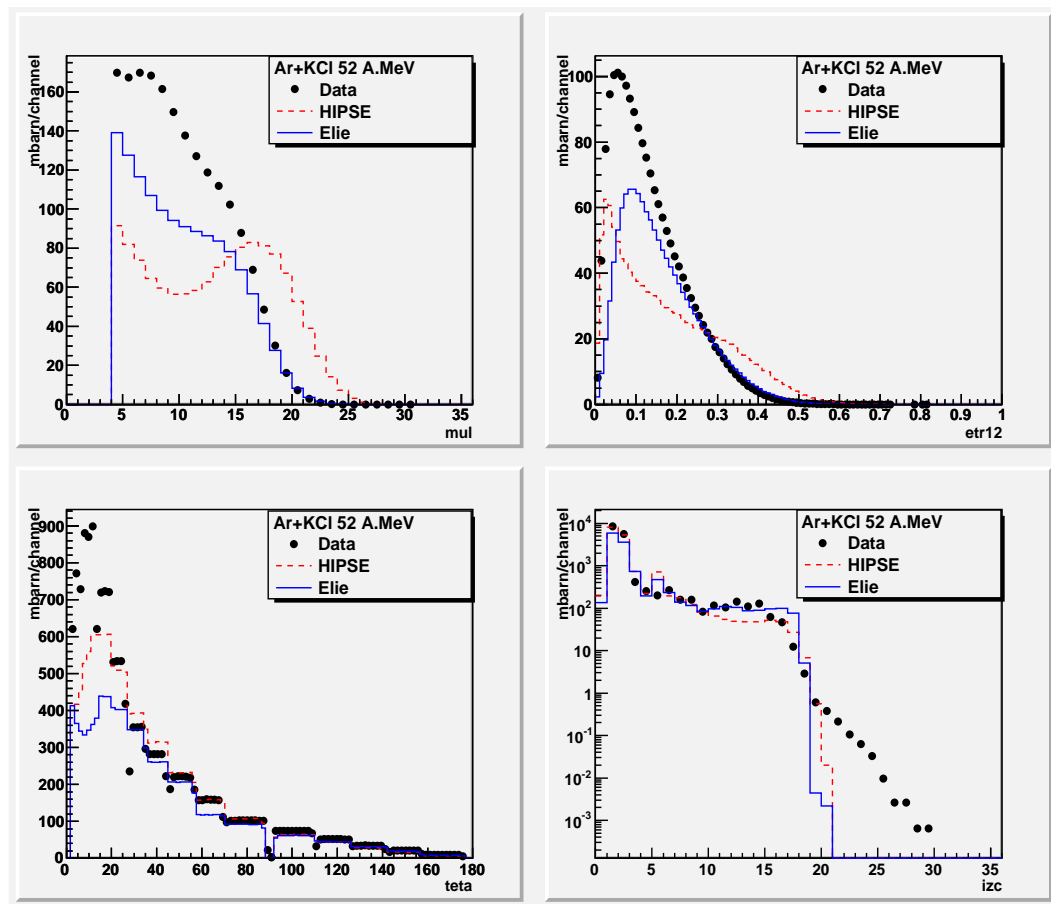 mbarn/channel
160
140
120
100
80
60
40
20
0
0 5 10 15 20 25 30 35
mul
Ar+KCl 52 A.MeV
Data
HIPSE
Elie
mbarn/channel
100
80
60
40
20
0
0 0.1 0.2 0.3 0.4 0.5 0.6 0.7 0.8 0.9 1
etr12
Ar+KCl 52 A.MeV
Data
HIPSE
Elie
mbarn/channel
900
800
700
600
500
400
300
200
100
0
0 20 40 60 80 100 120 140 160 180
teta
Ar+KCl 52 A.MeV
Data
HIPSE
Elie
mbarn/channel
10^4
10^3
10^2
10
1
10^-1
10^-2
10^-3
0 5 10 15 20 25 30 35
izc
Ar+KCl 52 A.MeV
Data
HIPSE
Elie